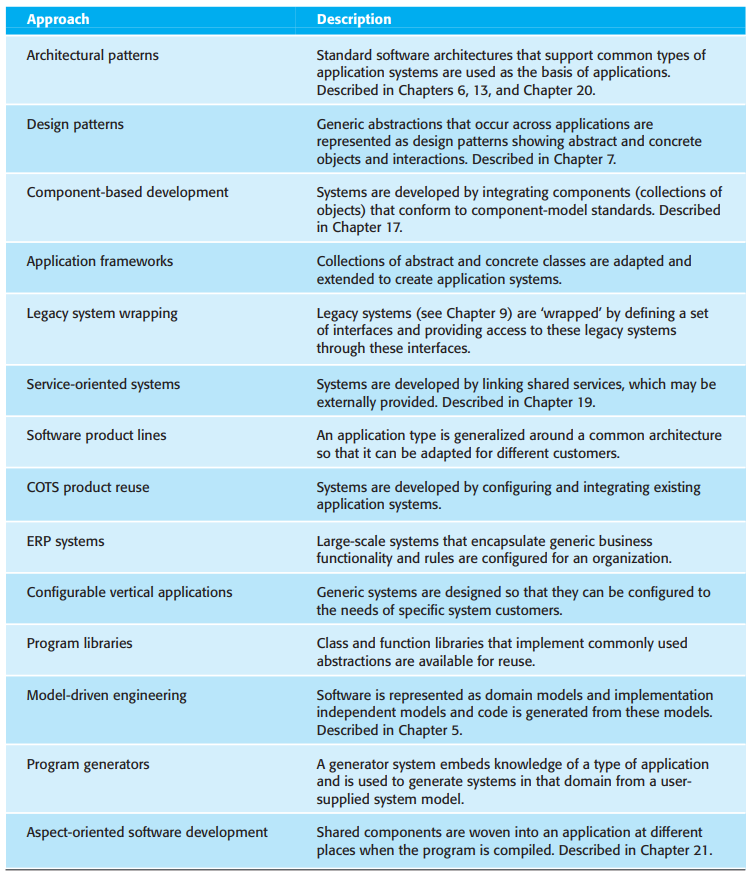 Approach Description
Architectural patterns Standard software architectures that support common types of
application systems are used as the basis of applications.
Described in Chapters 6, 13, and Chapter 20.
Design patterns Generic abstractions that occur across applications are
represented as design patterns showing abstract and concrete
objects and interactions. Described in Chapter 7.
Component-based development Systems are developed by integrating components (collections of
objects) that conform to component-model standards. Described
in Chapter 17.
Application frameworks Collections of abstract and concrete classes are adapted and
extended to create application systems.
Legacy system wrapping Legacy systems (see Chapter 9) are ‘wrapped’ by defining a set
of interfaces and providing access to these legacy systems
through these interfaces.
Service-oriented systems Systems are developed by linking shared services, which may be
externally provided. Described in Chapter 19.
Software product lines An application type is generalized around a common architecture
so that it can be adapted for different customers.
COTS product reuse Systems are developed by configuring and integrating existing
application systems.
ERP systems Large-scale systems that encapsulate generic business
functionality and rules are configured for an organization.
Configurable vertical applications Generic systems are designed so that they can be configured to
the needs of specific system customers.
Program libraries Class and function libraries that implement commonly used
abstractions are available for reuse.
Model-driven engineering Software is represented as domain models and implementation
independent models and code is generated from these models.
Described in Chapter 5.
Program generators A generator system embeds knowledge of a type of application
and is used to generate systems in that domain from a user-
supplied system model.
Aspect-oriented software development Shared components are woven into an application at different
places when the program is compiled. Described in Chapter 21.